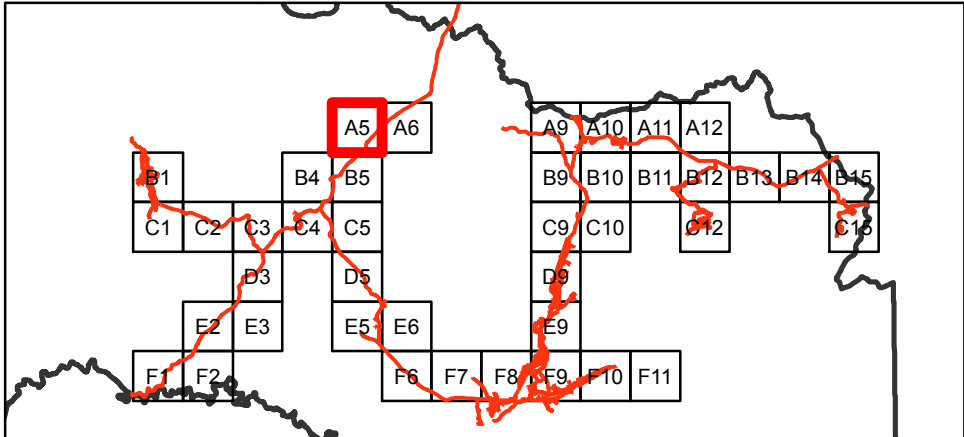 A5 A6 A9 A10 A11 A12
B1 B4 B5 B9 B10 B11 B12 B13 B14 B15
C1 C2 C3 C4 C5 C9 C10 C12 C15
D3 D5 D9
E2 E3 E5 E6 E9
F1 F2 F6 F7 F8 F9 F10 F11